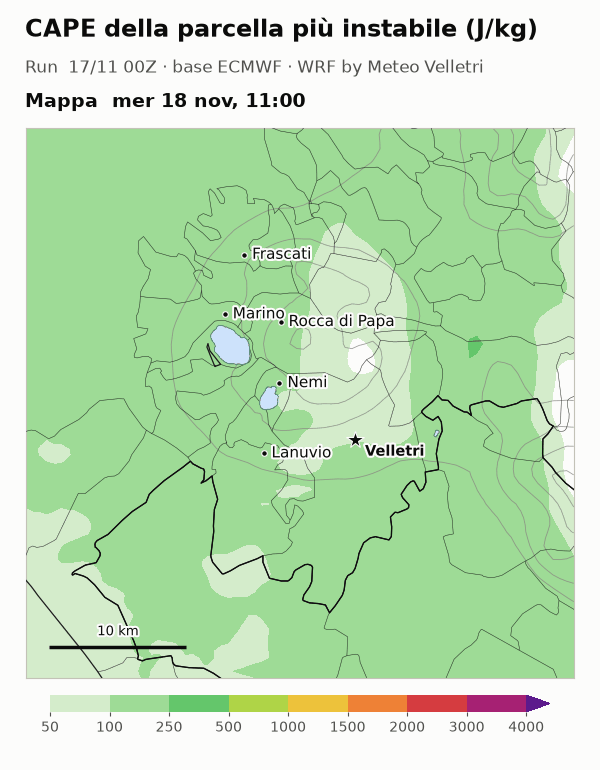 CAPE della parcella più instabile (J/kg)
Run  17/11 00Z · base ECMWF · WRF by Meteo Velletri
Mappa  mer 18 nov, 11:00
Frascati
Marino
Rocca di Papa
Nemi
Velletri
Lanuvio
10 km
50 100 250 500 1000 1500 2000 3000 4000